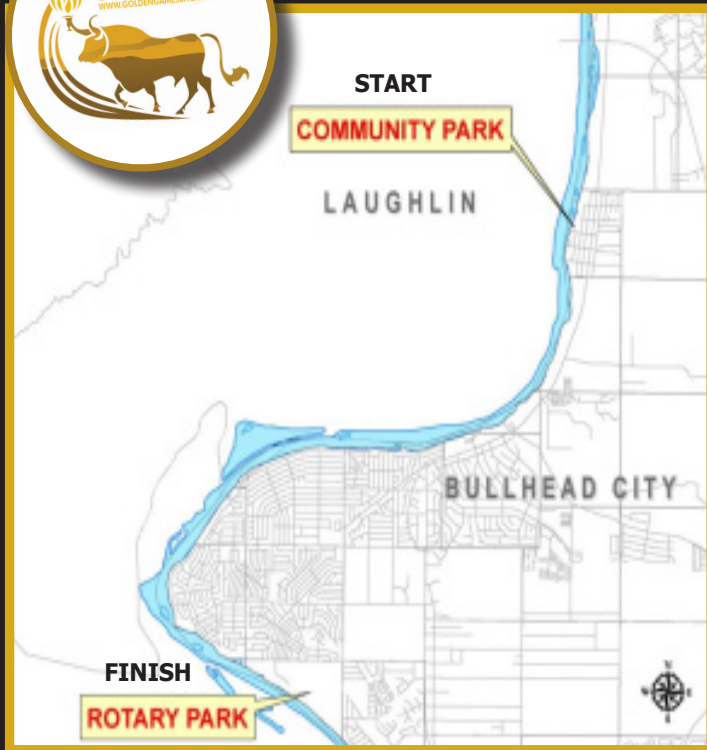 START
COMMUNITY PARK
LAUGHLIN
BULLHEAD CITY
FINISH
ROTARY PARK
N
W E
S